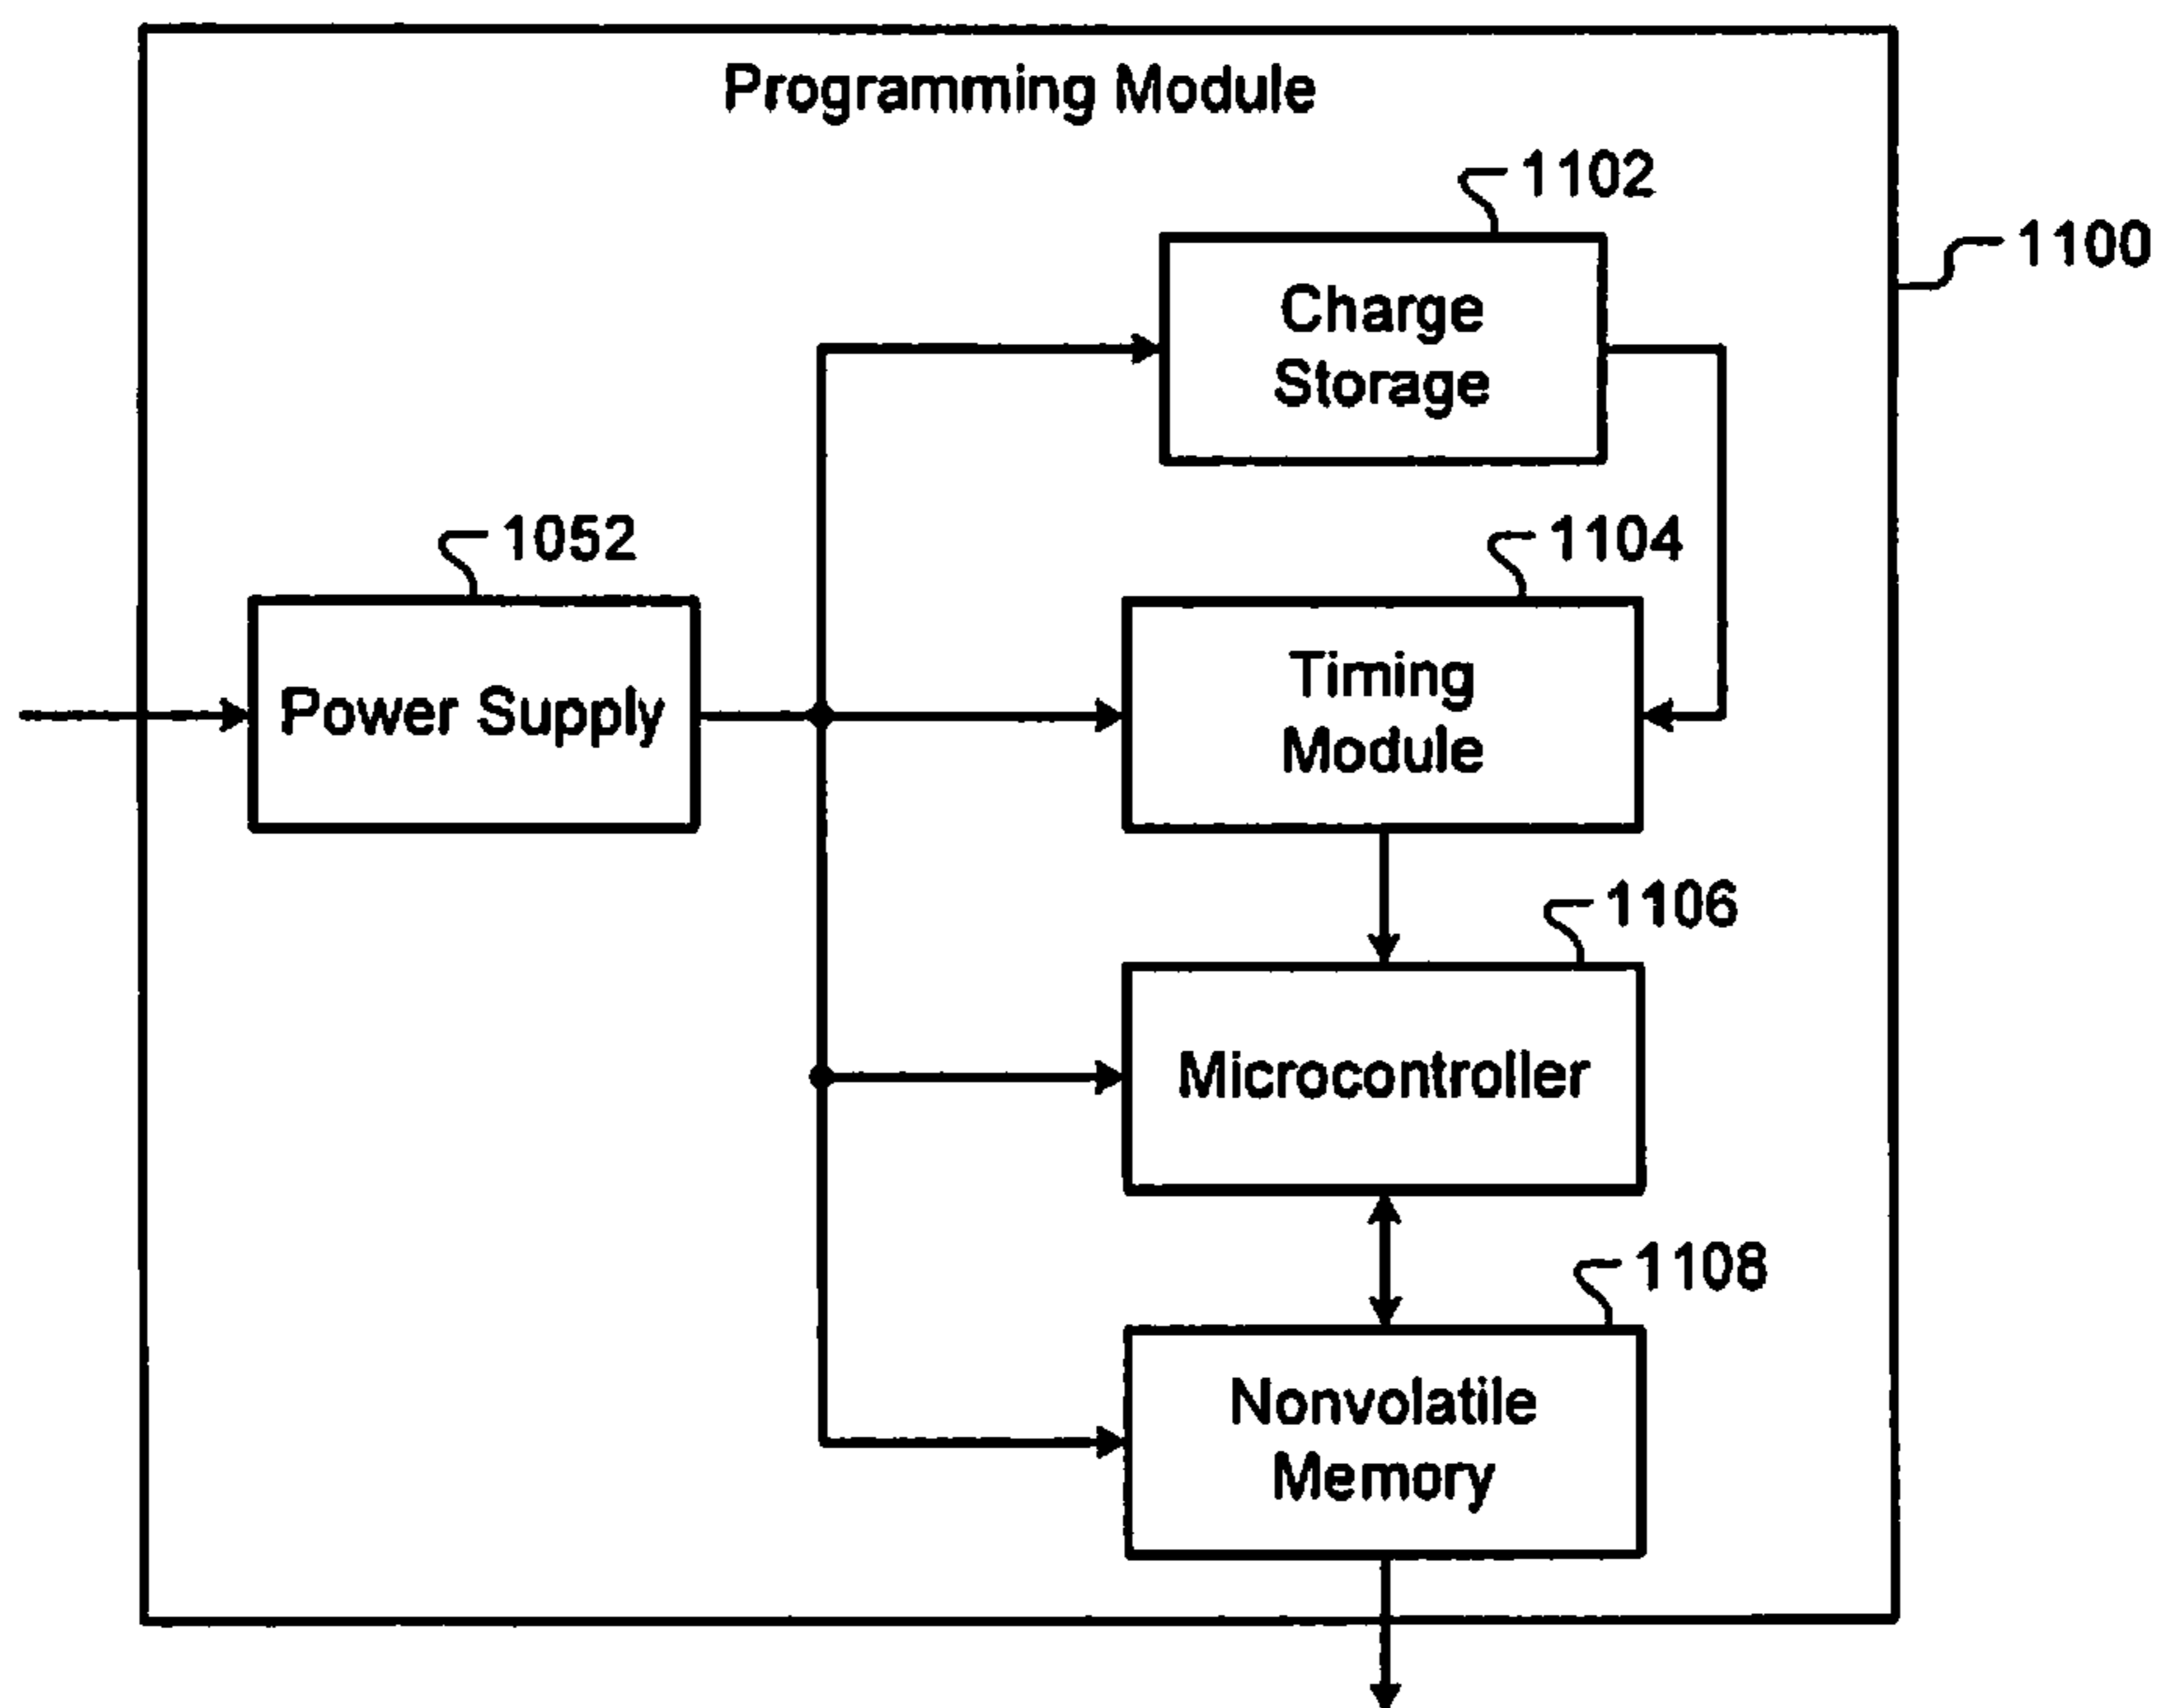 Programming Module
1102
1100
Charge
Storage
1052
1104
Power Supply
Timing
Module
1106
Microcontroller
1108
Nonvolatile
Memory